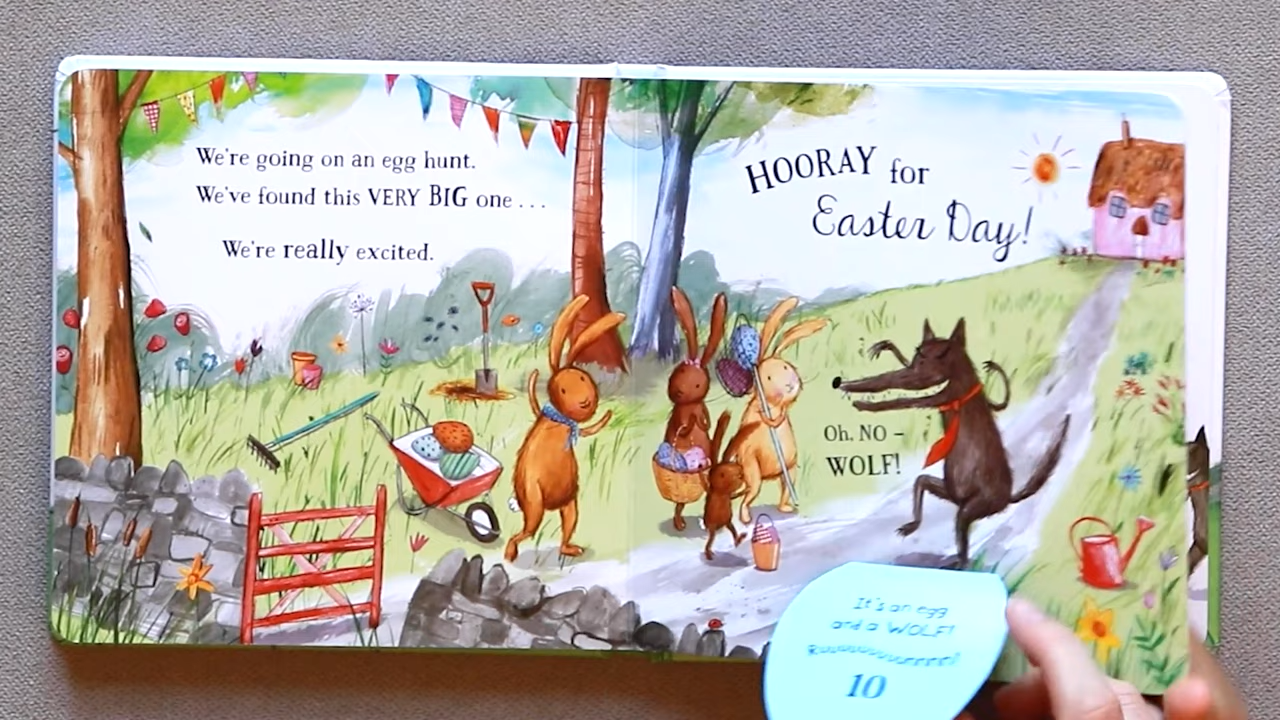 We're going on an egg hunt.
We've found this VERY BIG one . . .
We're really excited.
HOORAY for
Easter Day!
Oh, NO –
WOLF!
It's an egg
and a WOLF!
10